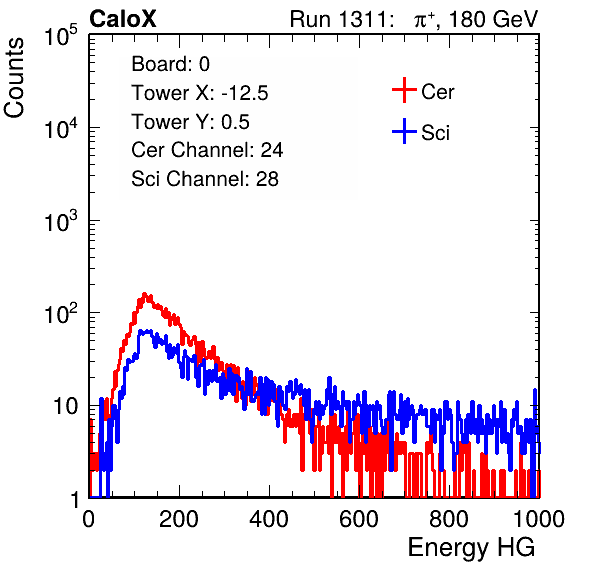 CaloX Run 1311: π⁺, 180 GeV
Board: 0
Tower X: -12.5
Tower Y: 0.5
Cer Channel: 24
Sci Channel: 28
Cer
Sci
Counts
10⁵
10⁴
10³
10²
10
1
0 200 400 600 800 1000
Energy HG